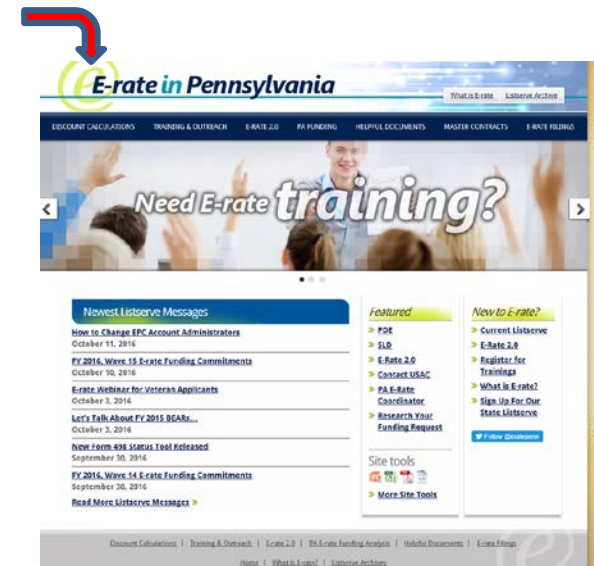 E-rate in Pennsylvania
What is E-rate Listserve Archive
DISCOUNT CALCULATIONS TRAINING & OUTREACH E-RATE 2.0 PA FUNDING HELPFUL DOCUMENTS MASTER CONTRACTS E-RATE FILINGS
Need E-rate training?
Newest Listserve Messages
How to Change EPC Account Administrators
October 11, 2016
FY 2016, Wave 15 E-rate Funding Commitments
October 10, 2016
E-rate Webinar for Veteran Applicants
October 3, 2016
Let's Talk About FY 2015 BEARs...
October 3, 2016
New Form 498 Status Tool Released
September 30, 2016
FY 2016, Wave 14 E-rate Funding Commitments
September 30, 2016
Read More Listserve Messages
Featured
PDE
SLD
E-Rate 2.0
Contact USAC
PA E-Rate
Coordinator
Research Your
Funding Request
Site tools
More Site Tools
New to E-rate?
Current Listserve
E-Rate 2.0
Register for
Trainings
What is E-rate?
Sign Up For Our
State Listserve
Follow
Discount Calculations | Training & Outreach | E-rate 2.0 | PA E-rate Funding Analysis | Helpful Documents | E-rate Filings
Home | What is E-rate? | Listserve Archives